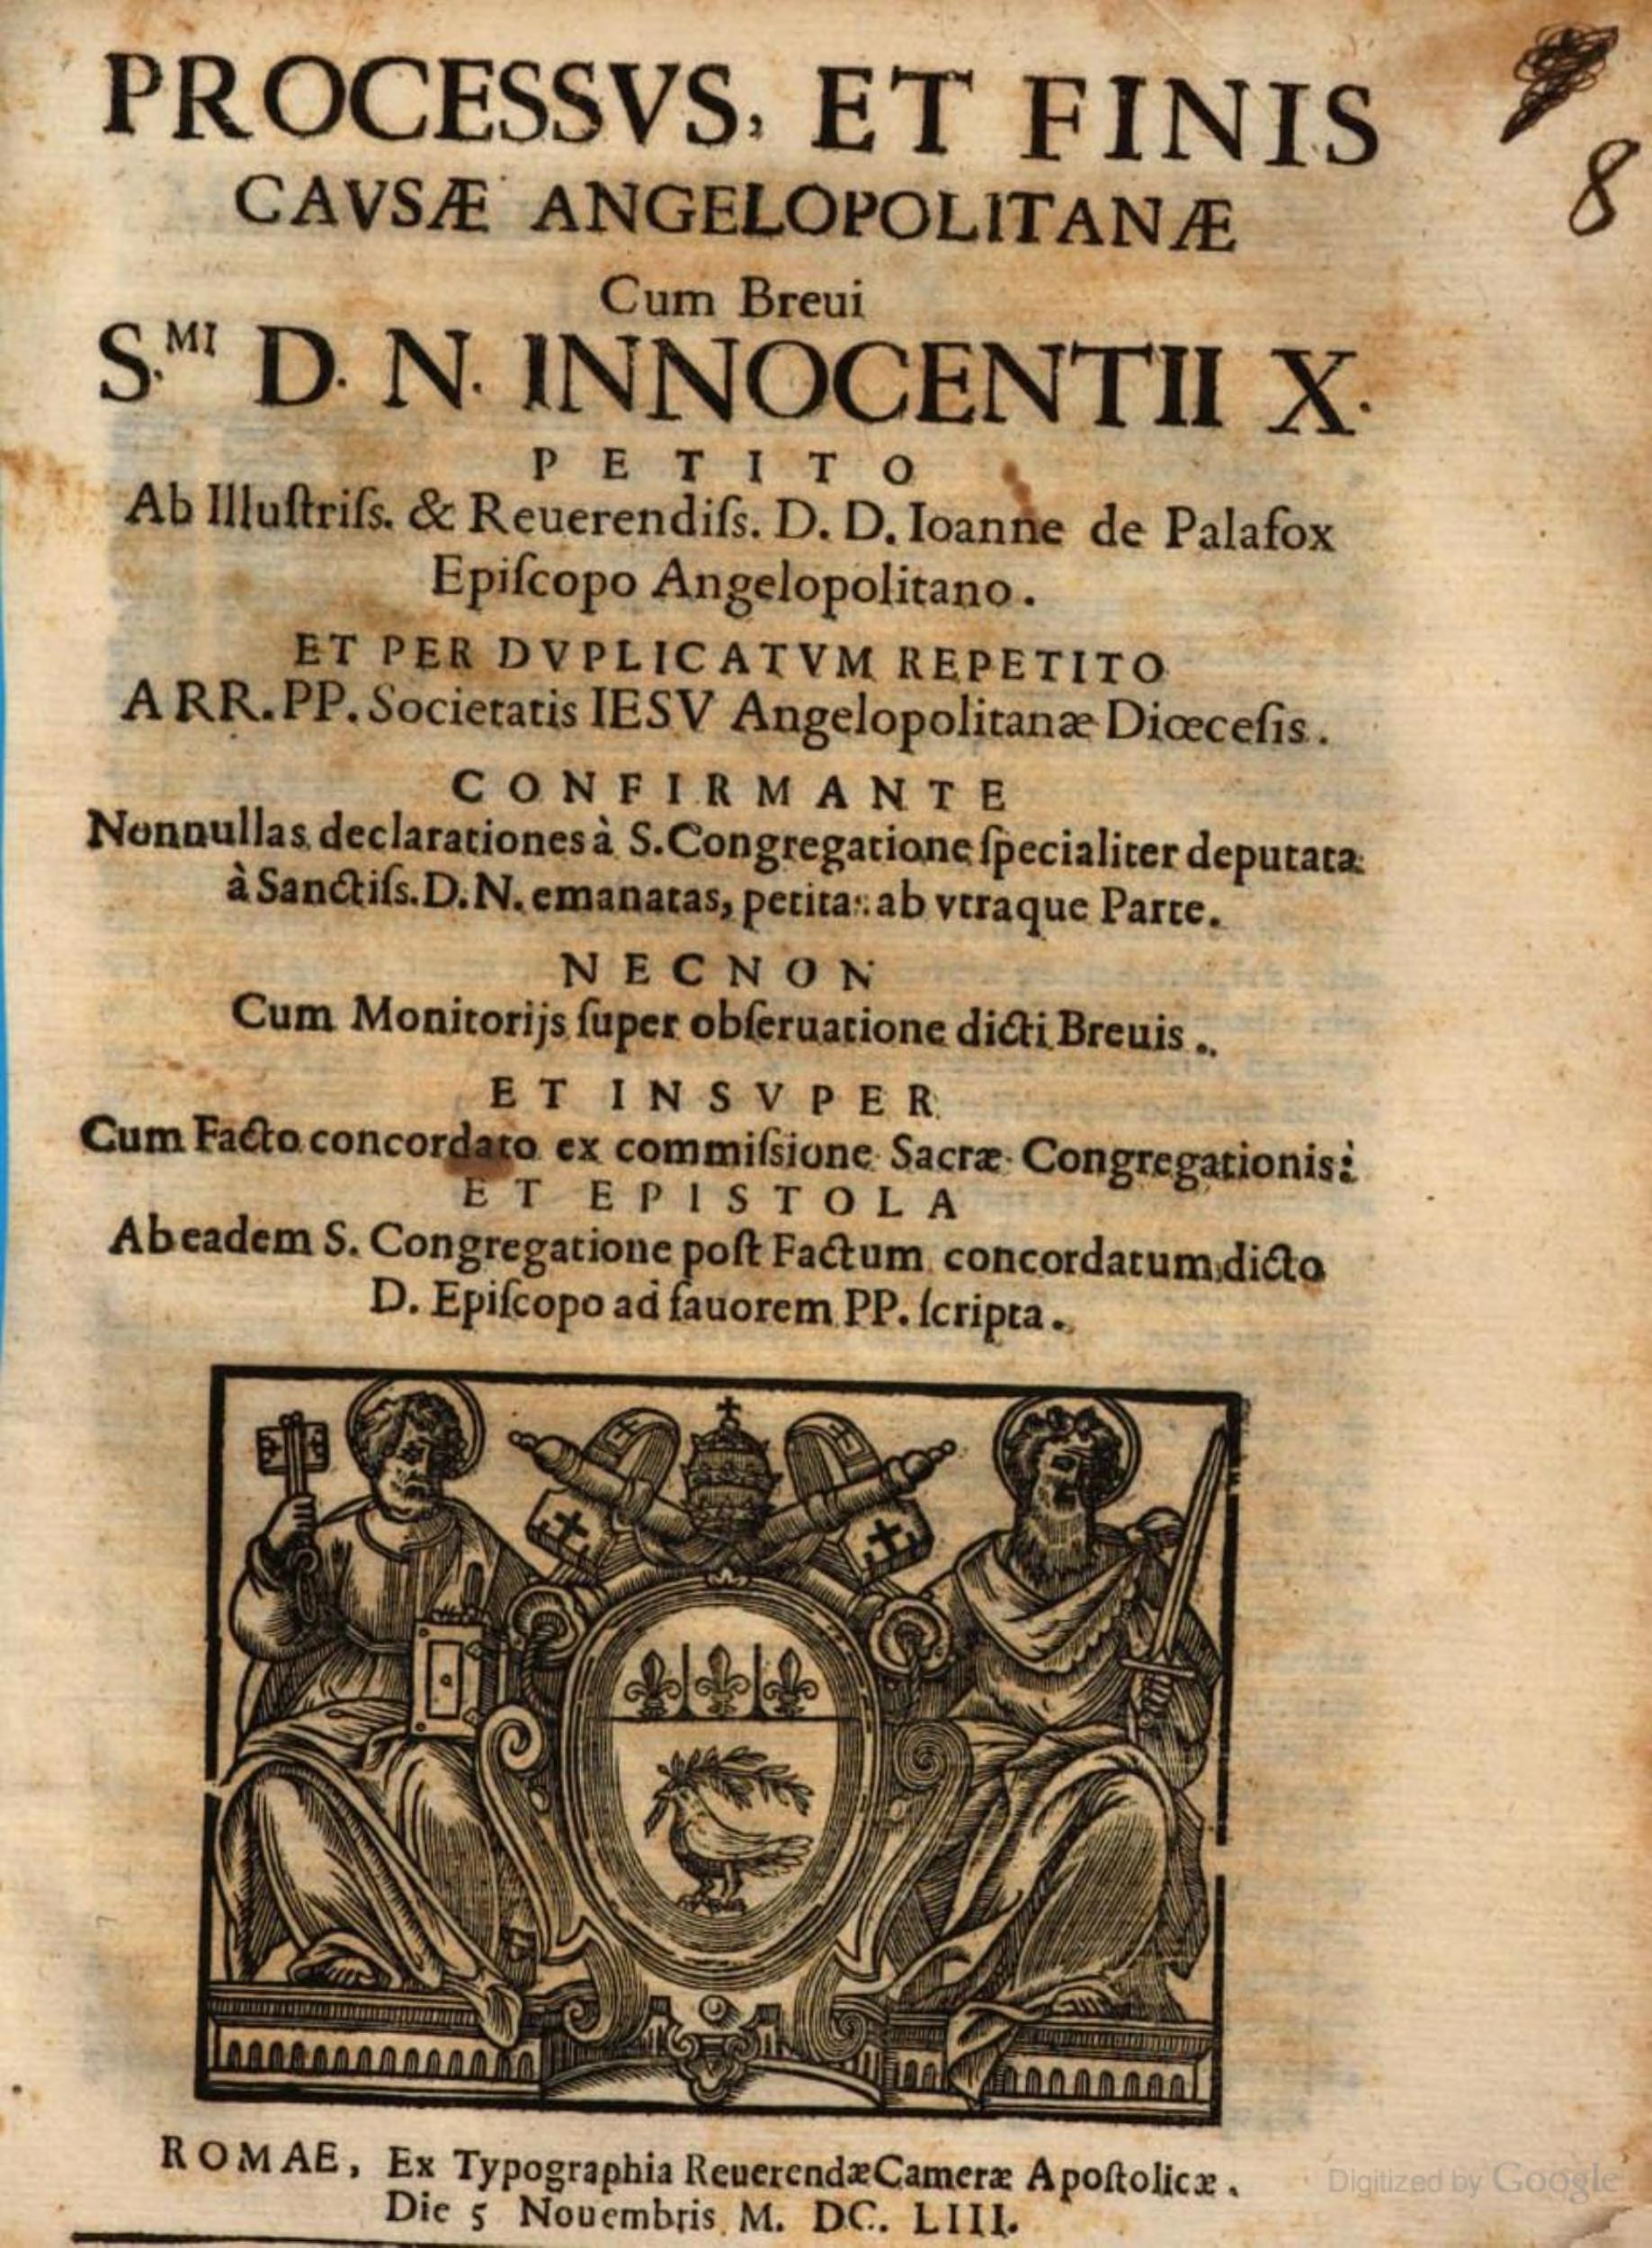 PROCESSVS, ET FINIS
8
CAVSÆ ANGELOPOLITANÆ
Cum Breui
S.MI D. N. INNOCENTII X.
PETITO
Ab Illuſtriſs. & Reuerendiſs. D. D. Ioanne de Palafox
Epiſcopo Angelopolitano.
ET PER DVPLICATVM REPETITO
A RR. PP. Societatis IESV Angelopolitanæ Diœceſis.
CONFIRMANTE
Nonnullas declarationes à S. Congregatione ſpecialiter deputata
à Sanctiſs. D. N. emanatas, petitas ab vtraque Parte.
NECNON
Cum Monitorijs ſuper obſeruatione dicti Breuis.
ET INSVPER
Cum Facto concordato ex commiſsione Sacræ Congregationis:
ET EPISTOLA
Ab eadem S. Congregatione poſt Factum concordatum dicto
D. Epiſcopo ad fauorem PP. ſcripta.
ROMAE, Ex Typographia Reuerendæ Cameræ Apoſtolicæ.
Die 5 Nouembris M. DC. LIII.
Digitized by Google